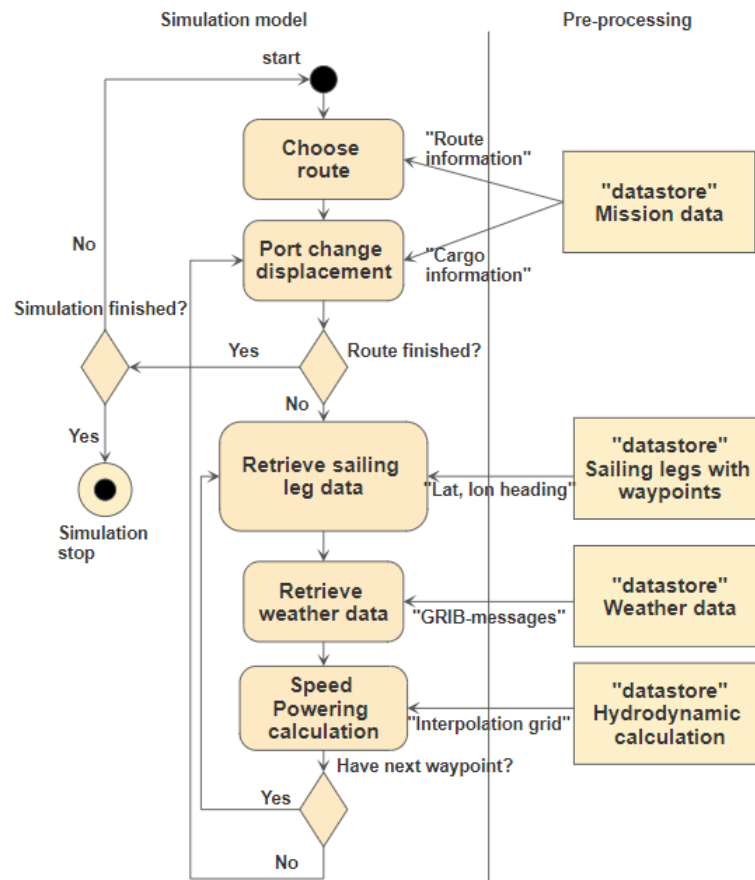 Simulation model
Pre-processing
start
Choose
route
"Route
information"
"datastore"
Mission data
No
Port change
displacement
"Cargo
information"
Simulation finished?
Yes
Route finished?
No
Yes
Retrieve sailing
leg data
"Lat, lon heading"
"datastore"
Sailing legs with
waypoints
Simulation
stop
Retrieve
weather data
"GRIB-messages"
"datastore"
Weather data
Speed
Powering
calculation
"Interpolation grid"
"datastore"
Hydrodynamic
calculation
Have next waypoint?
Yes
No